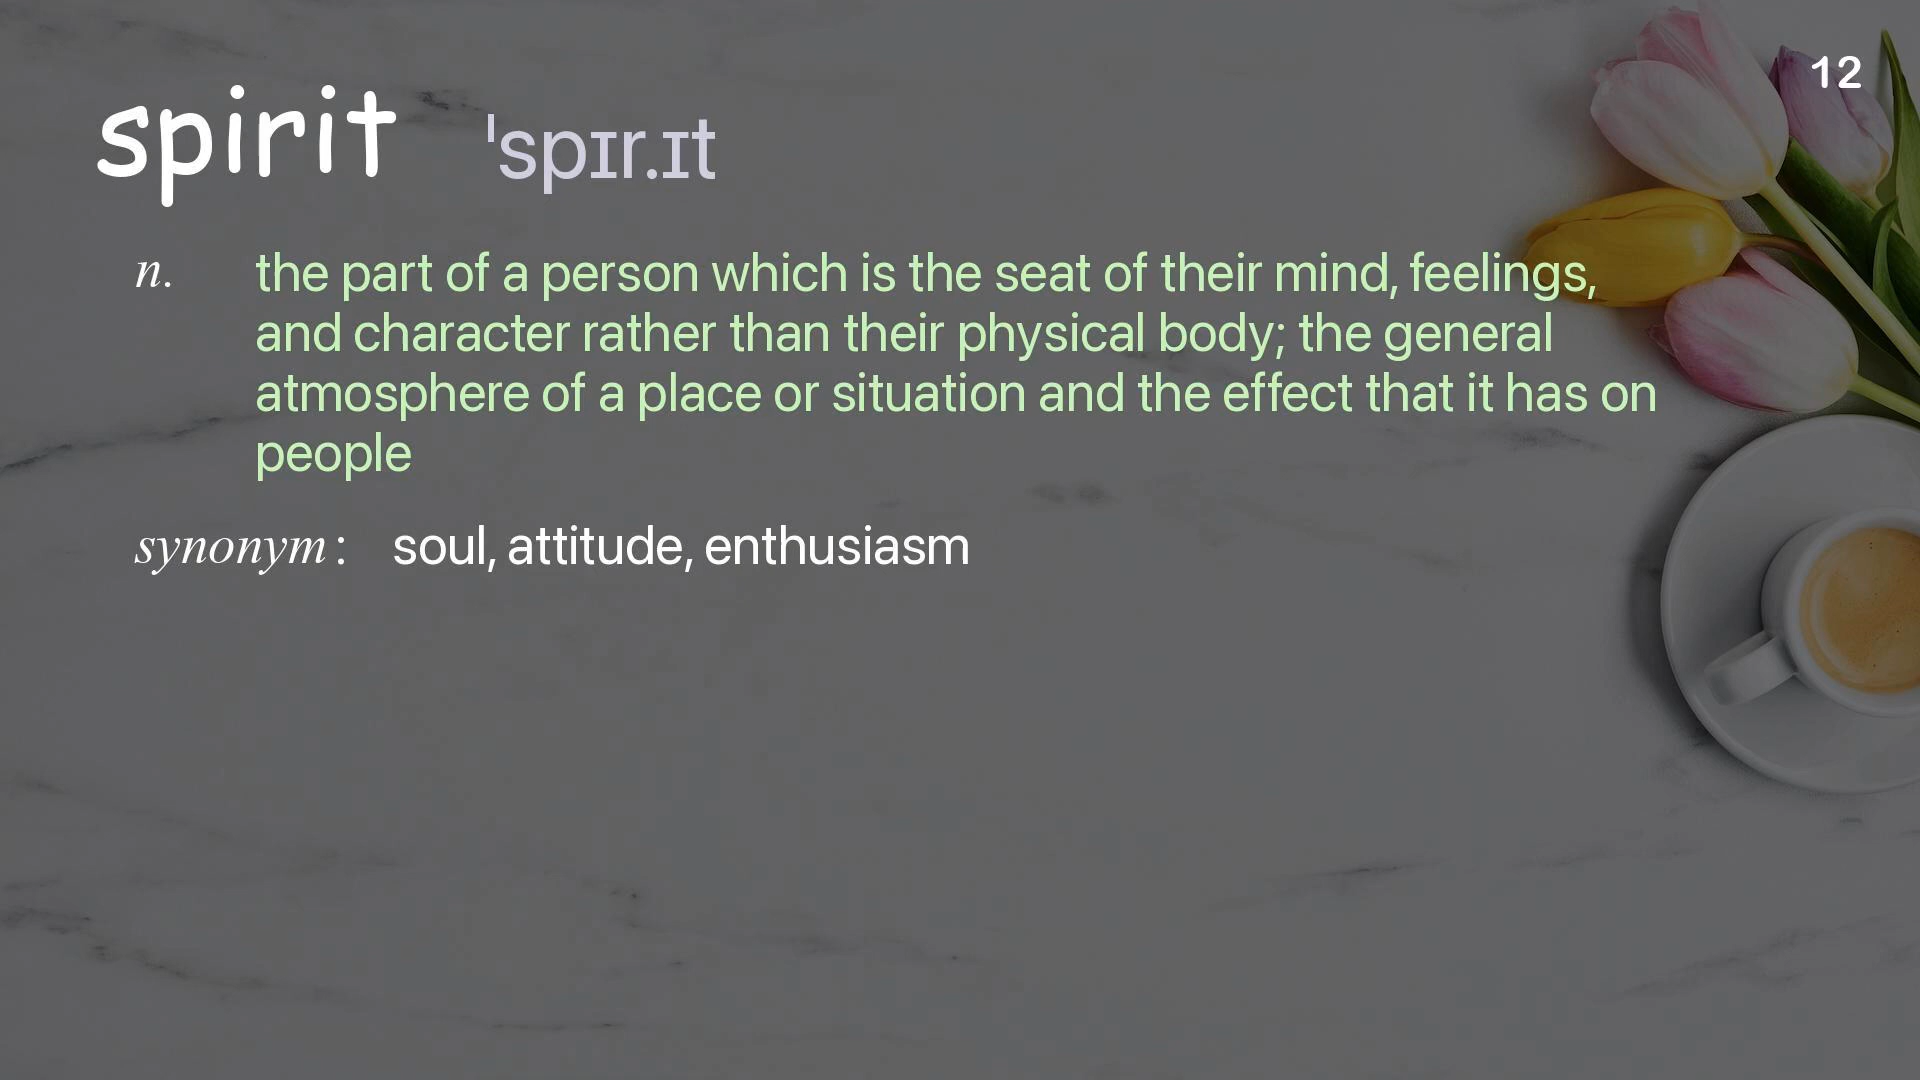 12
spirit ˈspɪr.ɪt
n. the part of a person which is the seat of their mind, feelings,
and character rather than their physical body; the general
atmosphere of a place or situation and the effect that it has on
people
synonym: soul, attitude, enthusiasm